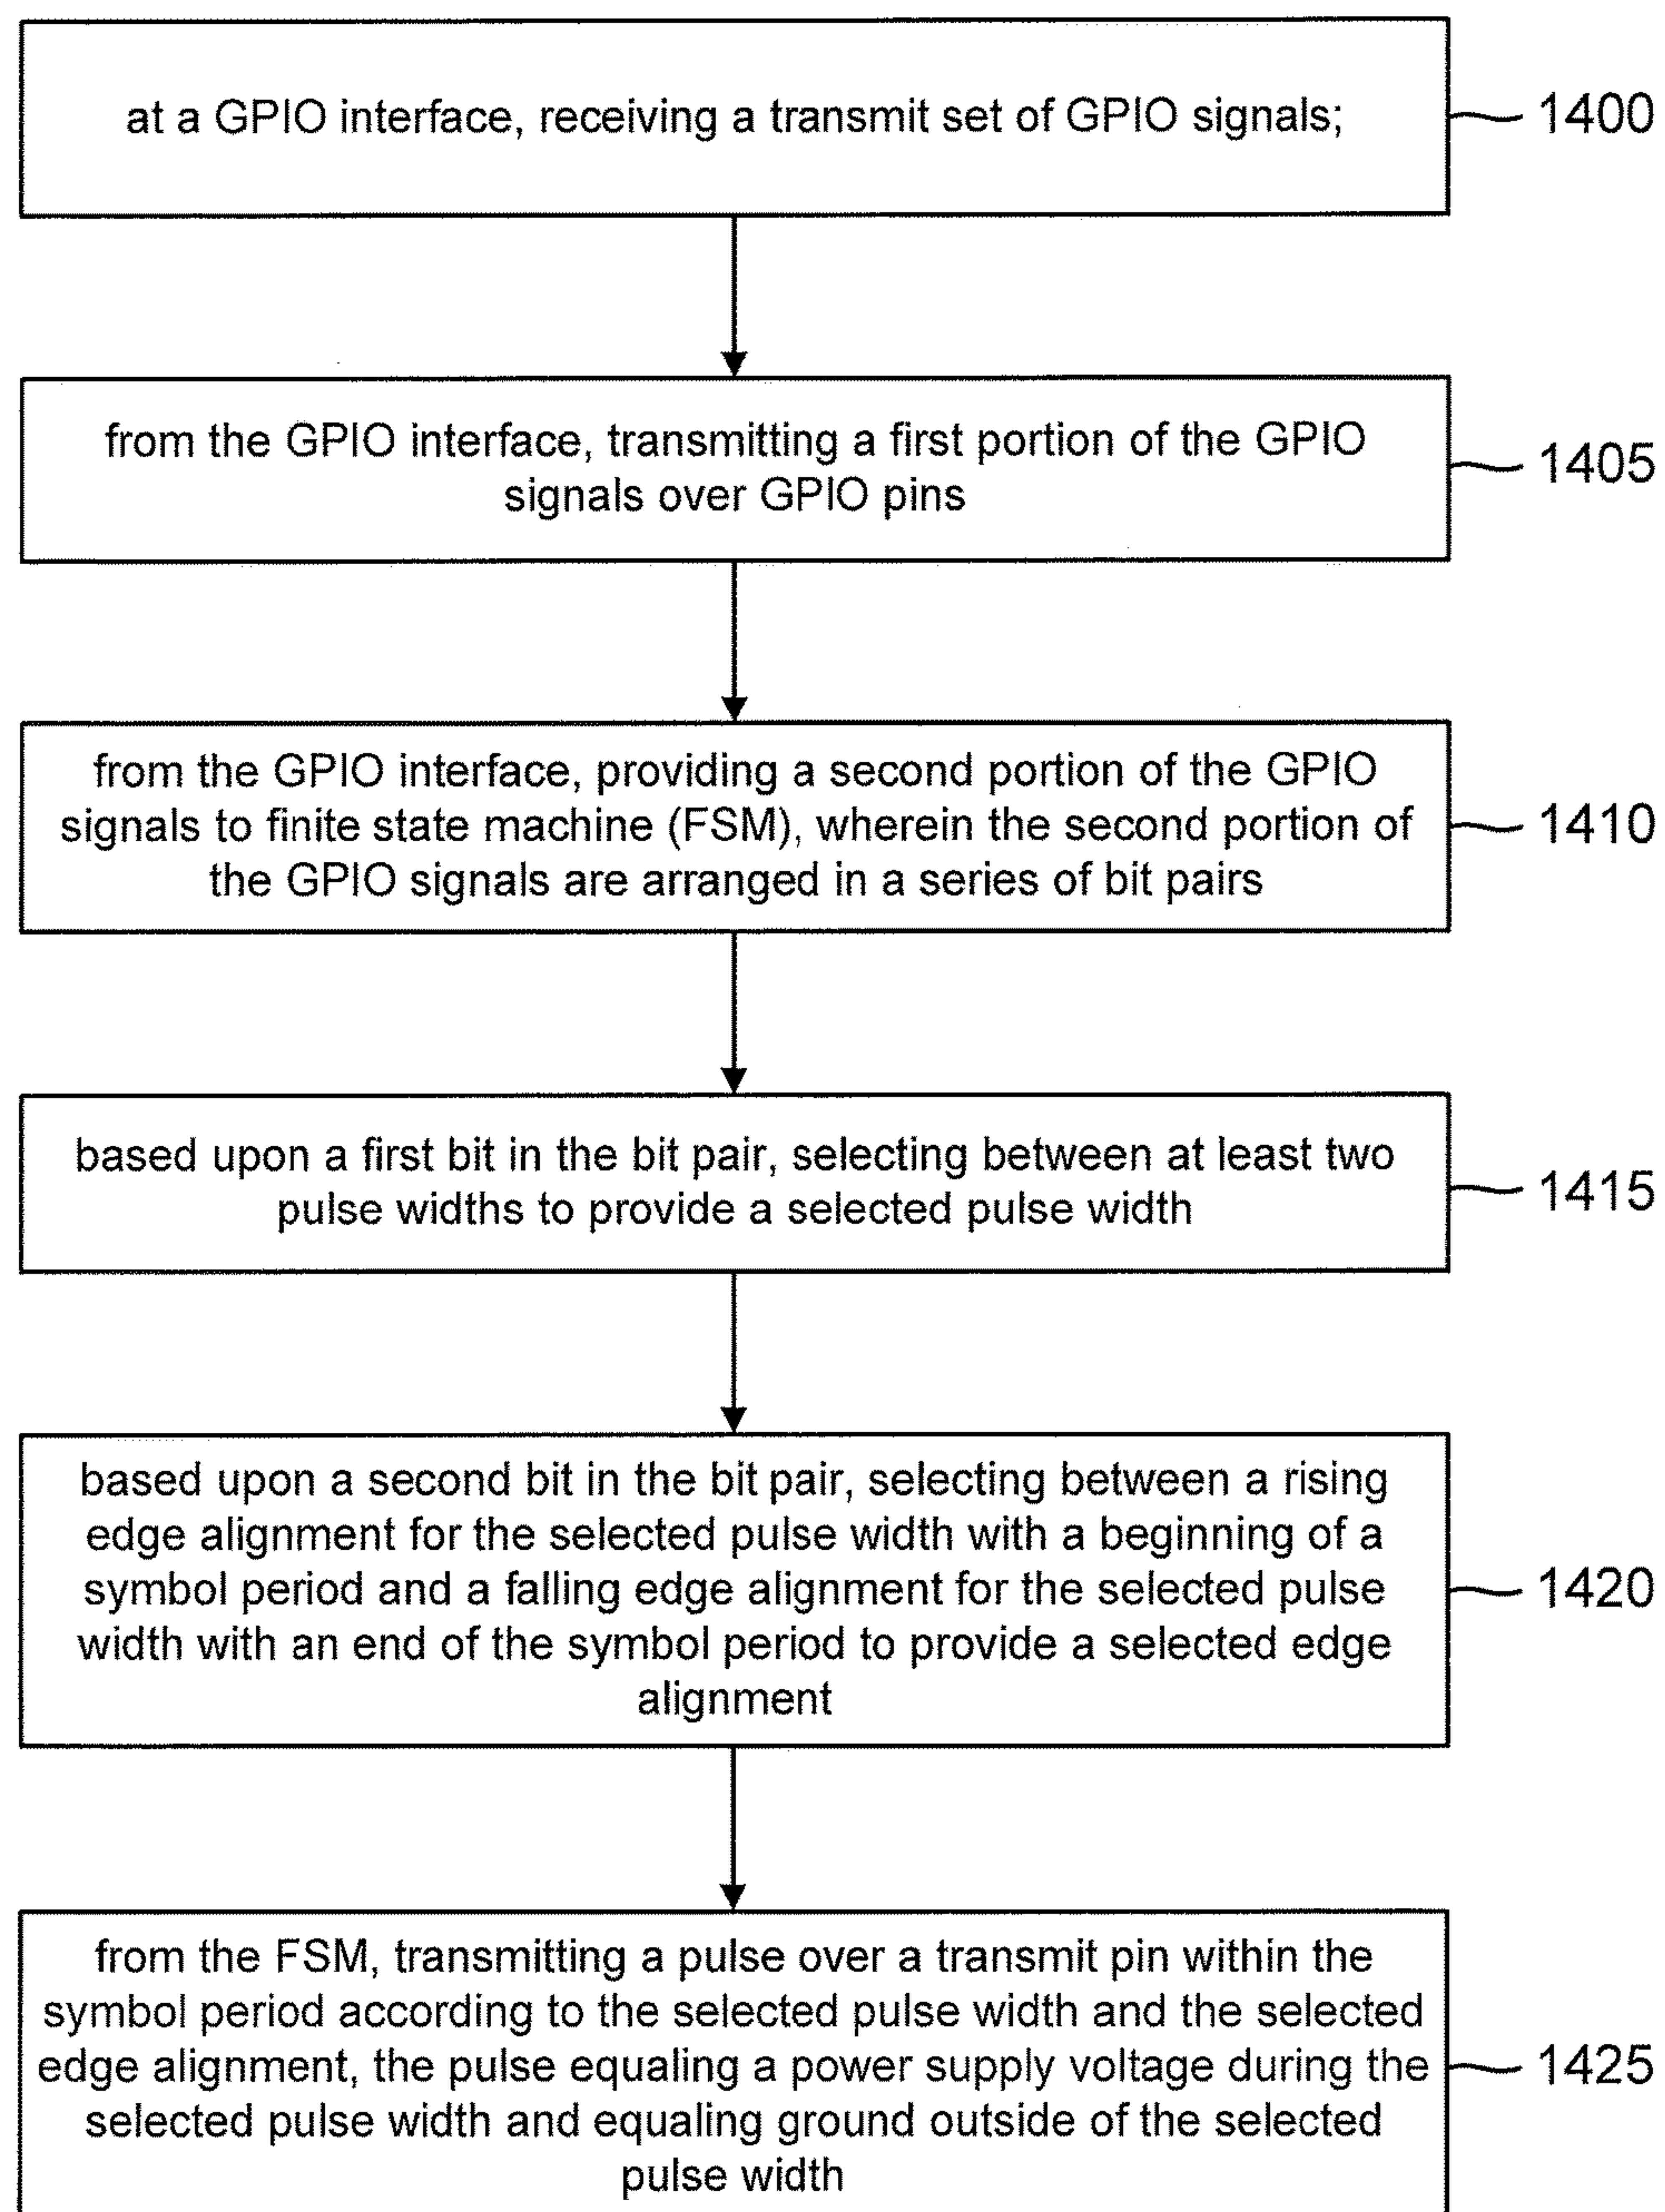 at a GPIO interface, receiving a transmit set of GPIO signals;
1400
from the GPIO interface, transmitting a first portion of the GPIO
signals over GPIO pins
1405
from the GPIO interface, providing a second portion of the GPIO
signals to finite state machine (FSM), wherein the second portion of
the GPIO signals are arranged in a series of bit pairs
1410
based upon a first bit in the bit pair, selecting between at least two
pulse widths to provide a selected pulse width
1415
based upon a second bit in the bit pair, selecting between a rising
edge alignment for the selected pulse width with a beginning of a
symbol period and a falling edge alignment for the selected pulse
width with an end of the symbol period to provide a selected edge
alignment
1420
from the FSM, transmitting a pulse over a transmit pin within the
symbol period according to the selected pulse width and the selected
edge alignment, the pulse equaling a power supply voltage during the
selected pulse width and equaling ground outside of the selected
pulse width
1425